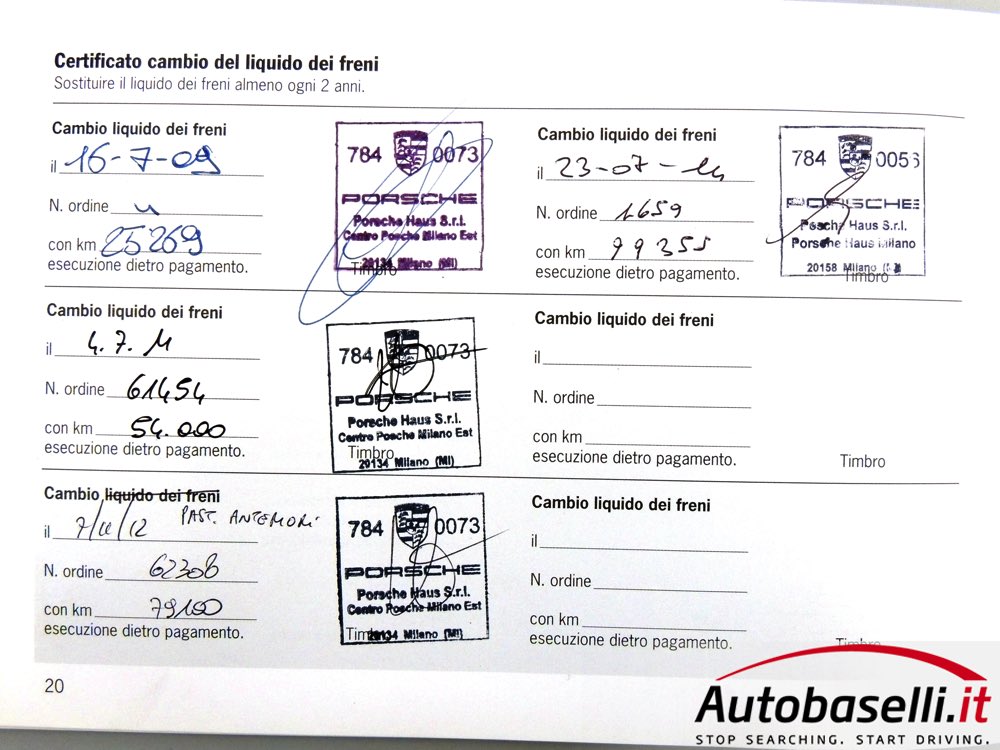 Certificato cambio del liquido dei freni
Sostituire il liquido dei freni almeno ogni 2 anni.
Cambio liquido dei freni
il 16-7-09
N. ordine
con km 25269
esecuzione dietro pagamento.
784 0073
PORSCHE
Porsche Haus S.r.l.
Centro Posche Milano Est
20134 Milano (MI)
Timbro
Cambio liquido dei freni
il 23-07-14
N. ordine 1659
con km 99355
esecuzione dietro pagamento.
784 0056
PORSCHE
Haus S.r.l.
Porsche Haus Milano
20158 Milano
Timbro
Cambio liquido dei freni
il 4.7.11
N. ordine 61454
con km 54.000
esecuzione dietro pagamento.
784 0073
PORSCHE
Porsche Haus S.r.l.
Centro Posche Milano Est
Timbro
20134 Milano (MI)
Cambio liquido dei freni
il
N. ordine
con km
esecuzione dietro pagamento.
Timbro
Cambio liquido dei freni
PAST. ANTERIORI
il 7/11/12
N. ordine 62308
con km 79100
esecuzione dietro pagamento.
784 0073
PORSCHE
Porsche Haus S.r.l.
Centro Posche Milano Est
Timbro
20134 Milano (MI)
Cambio liquido dei freni
il
N. ordine
con km
esecuzione dietro pagamento.
Timbro
20
Autobaselli.it
STOP SEARCHING. START DRIVING.